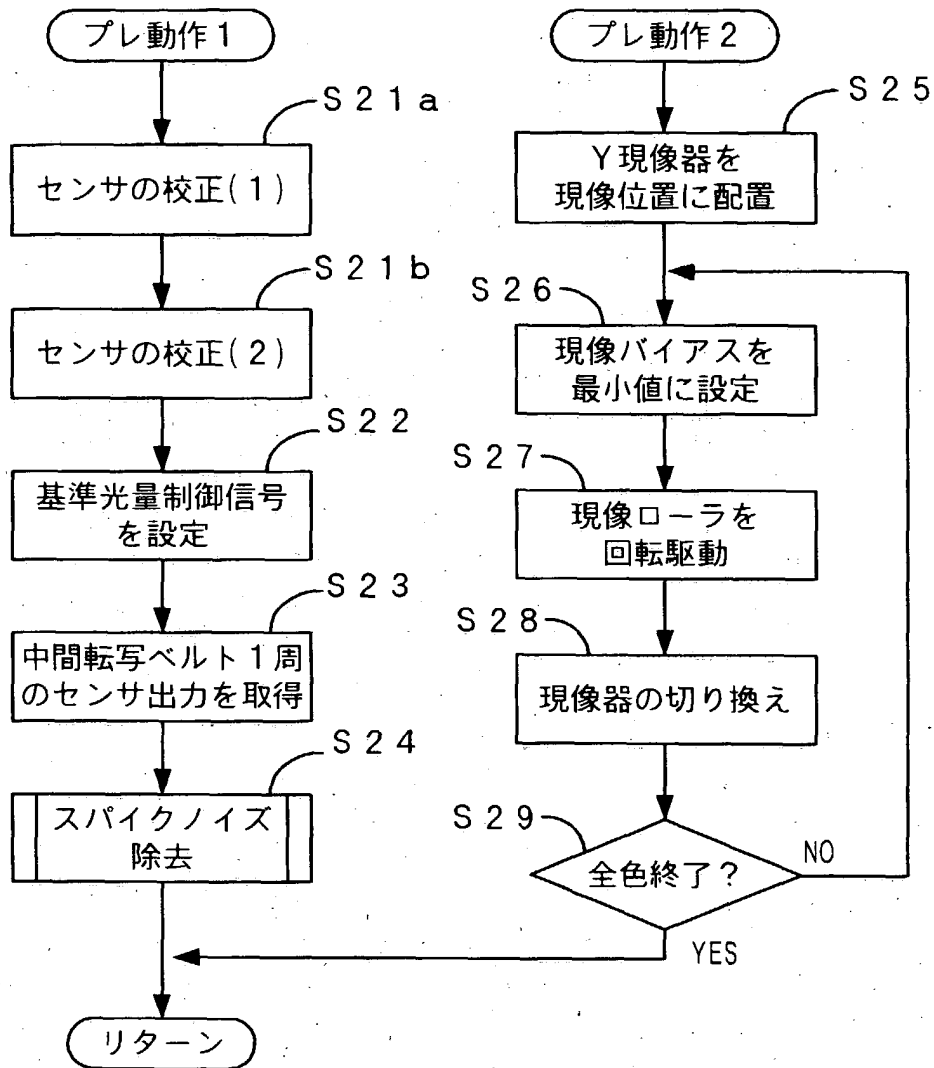 プレ動作1
S21a
センサの校正(1)
S21b
センサの校正(2)
S22
基準光量制御信号
を設定
S23
中間転写ベルト1周
のセンサ出力を取得
S24
スパイクノイズ
除去
リターン
プレ動作2
S25
Y現像器を
現像位置に配置
S26
現像バイアスを
最小値に設定
S27
現像ローラを
回転駆動
S28
現像器の切り換え
S29
全色終了?
NO
YES